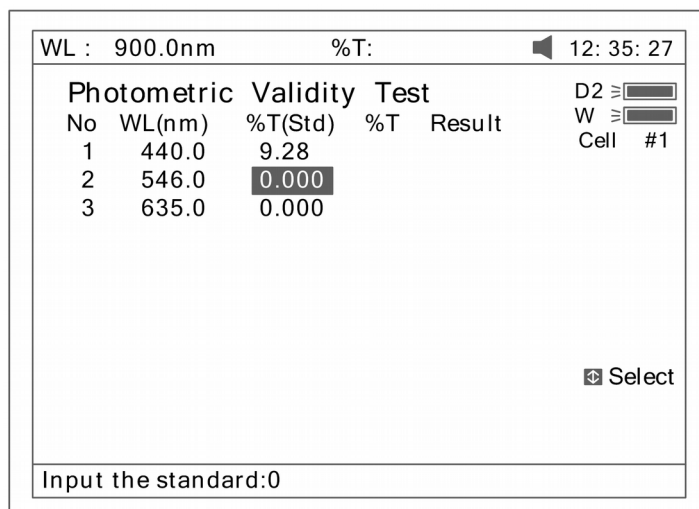 WL : 900.0nm %T: 12: 35: 27
Photometric Validity Test
D2
No WL(nm) %T(Std) %T Result
W
1 440.0 9.28
Cell #1
2 546.0 0.000
3 635.0 0.000
Select
Input the standard:0